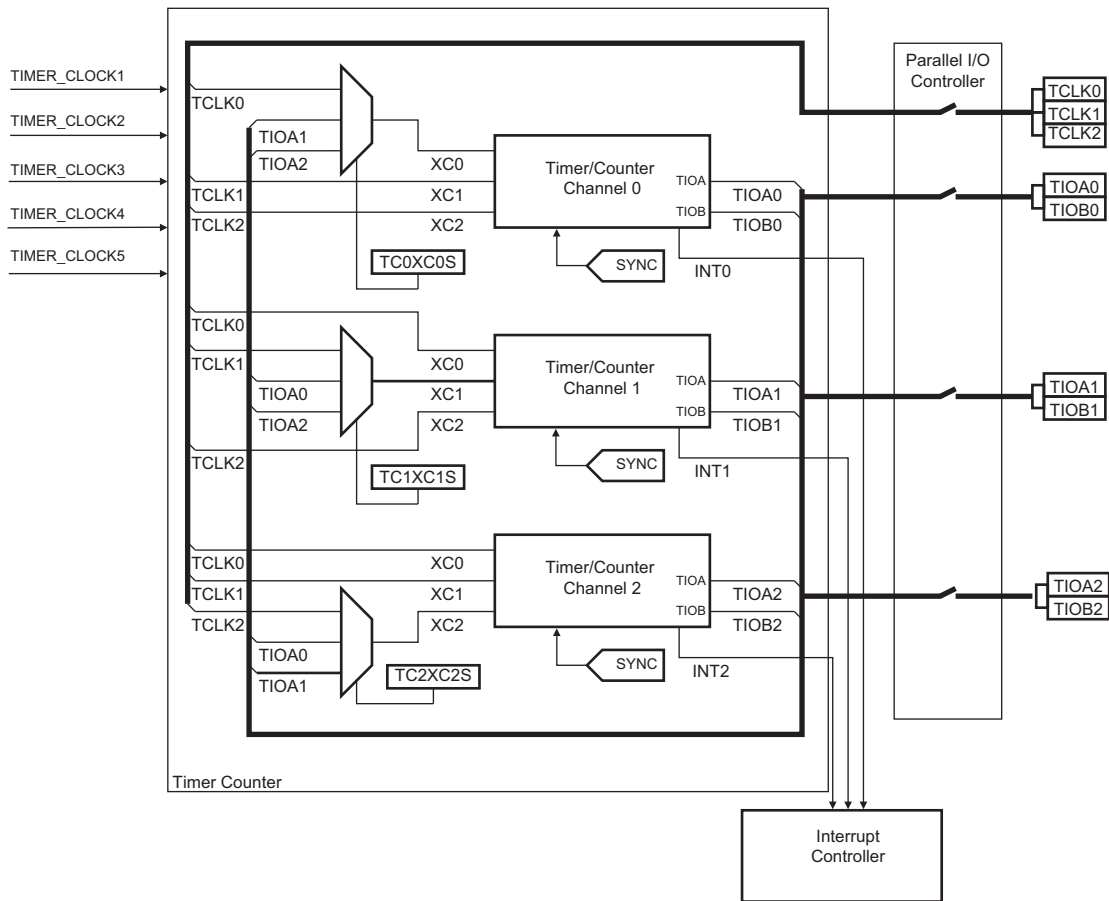 TIMER_CLOCK1
TIMER_CLOCK2
TIMER_CLOCK3
TIMER_CLOCK4
TIMER_CLOCK5
TCLK0
TIOA1
TIOA2
TCLK1
TCLK2
XC0
XC1
XC2
TC0XC0S
Timer/Counter
Channel 0
TIOA
TIOB
TIOA0
TIOB0
SYNC
INT0
TCLK0
TCLK1
TIOA0
TIOA2
TCLK2
XC0
XC1
XC2
TC1XC1S
Timer/Counter
Channel 1
TIOA
TIOB
TIOA1
TIOB1
SYNC
INT1
TCLK0
TCLK1
TCLK2
TIOA0
TIOA1
XC0
XC1
XC2
TC2XC2S
Timer/Counter
Channel 2
TIOA
TIOB
TIOA2
TIOB2
SYNC
INT2
Timer Counter
Parallel I/O
Controller
TCLK0
TCLK1
TCLK2
TIOA0
TIOB0
TIOA1
TIOB1
TIOA2
TIOB2
Interrupt
Controller